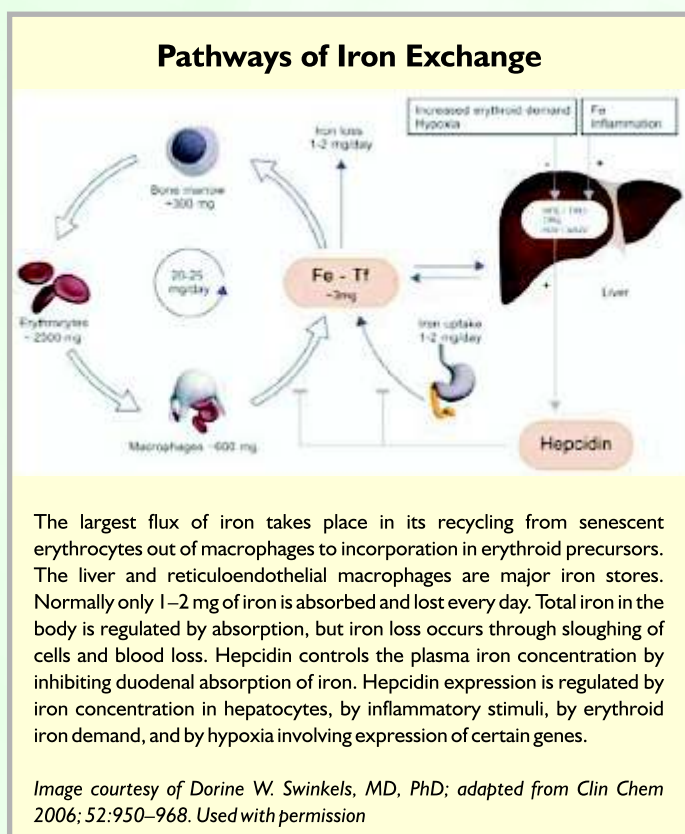 Pathways of Iron Exchange
Increased erythroid demand
Hypoxia
Fe
Inflammation
Iron loss
1-2 mg/day
Bone marrow
~300 mg
20-25
mg/day
Fe - Tf
~3mg
Liver
Erythrocytes
~ 2500 mg
Iron uptake
1-2 mg/day
Macrophages ~600 mg
Hepcidin
The largest flux of iron takes place in its recycling from senescent
erythrocytes out of macrophages to incorporation in erythroid precursors.
The liver and reticuloendothelial macrophages are major iron stores.
Normally only 1–2 mg of iron is absorbed and lost every day. Total iron in the
body is regulated by absorption, but iron loss occurs through sloughing of
cells and blood loss. Hepcidin controls the plasma iron concentration by
inhibiting duodenal absorption of iron. Hepcidin expression is regulated by
iron concentration in hepatocytes, by inflammatory stimuli, by erythroid
iron demand, and by hypoxia involving expression of certain genes.
Image courtesy of Dorine W. Swinkels, MD, PhD; adapted from Clin Chem
2006; 52:950–968. Used with permission